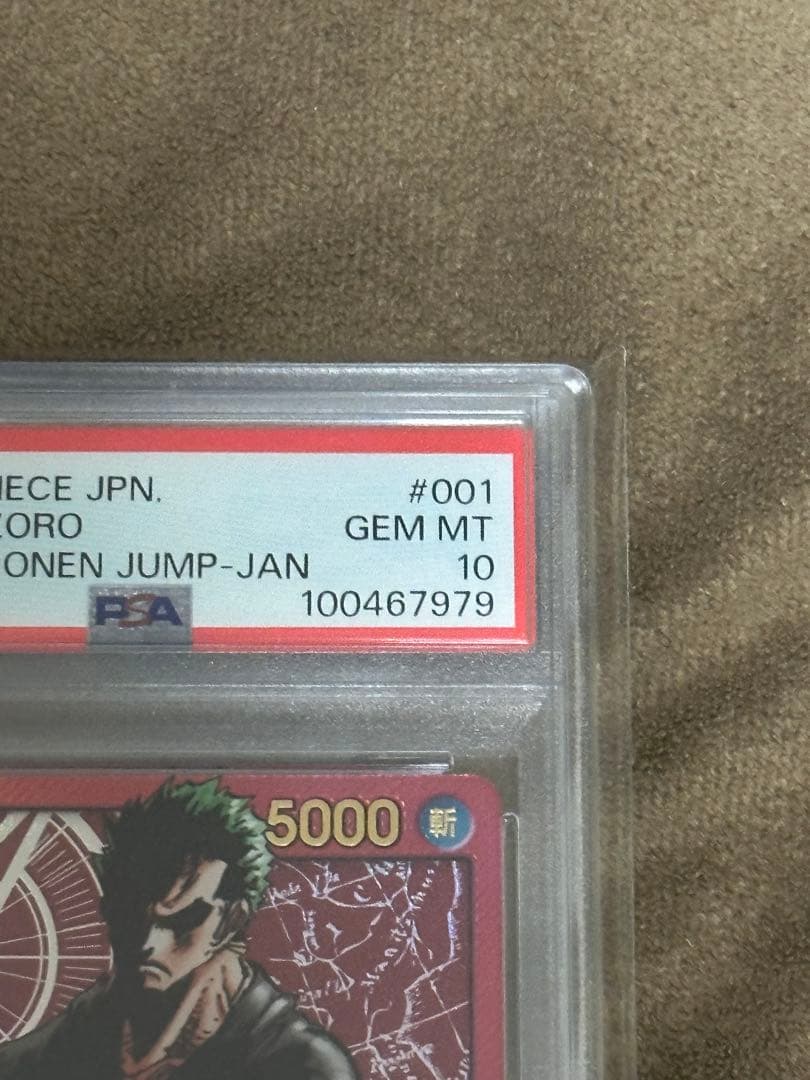 IECE JPN. #001
ZORO GEM MT
ONEN JUMP-JAN 10
PSA 100467979
5000 斬